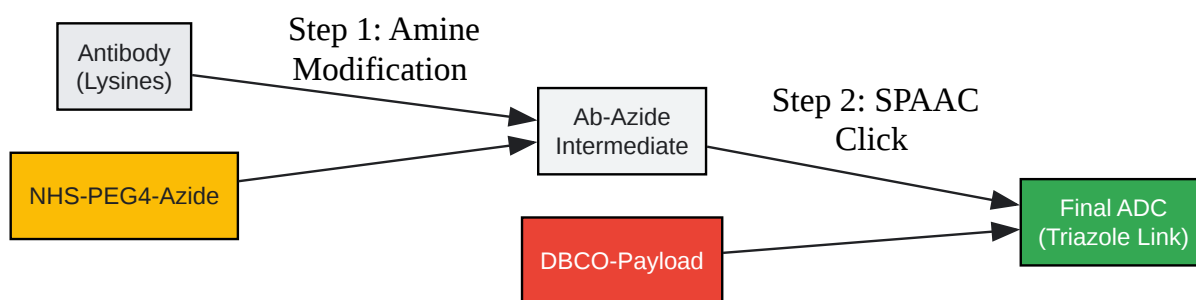 Antibody
(Lysines)
Step 1: Amine
Modification
NHS-PEG4-Azide
Ab-Azide
Intermediate
Step 2: SPAAC
Click
DBCO-Payload
Final ADC
(Triazole Link)